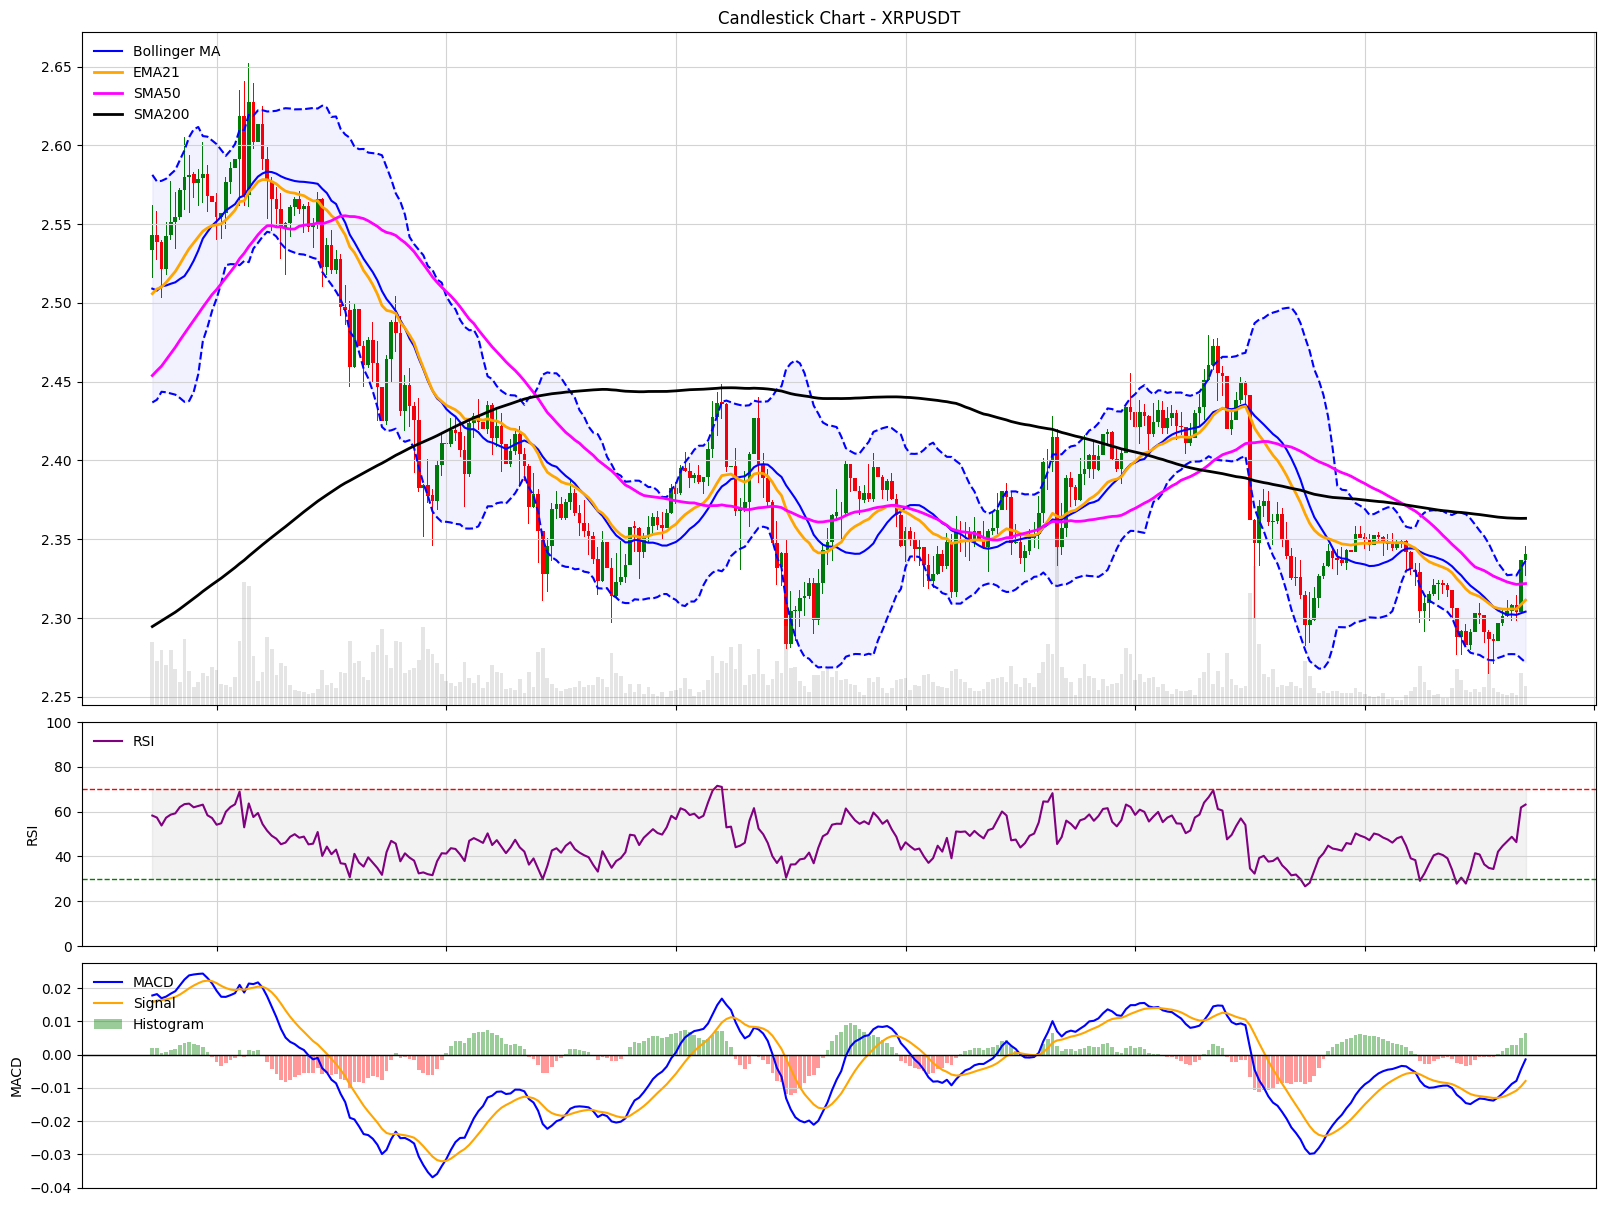 Candlestick Chart - XRPUSDT
Bollinger MA
EMA21
SMA50
SMA200
2.65
2.60
2.55
2.50
2.45
2.40
2.35
2.30
2.25
RSI
100
80
60
40
20
0
RSI
MACD
Signal
Histogram
0.02
0.01
0.00
−0.01
−0.02
−0.03
−0.04
MACD